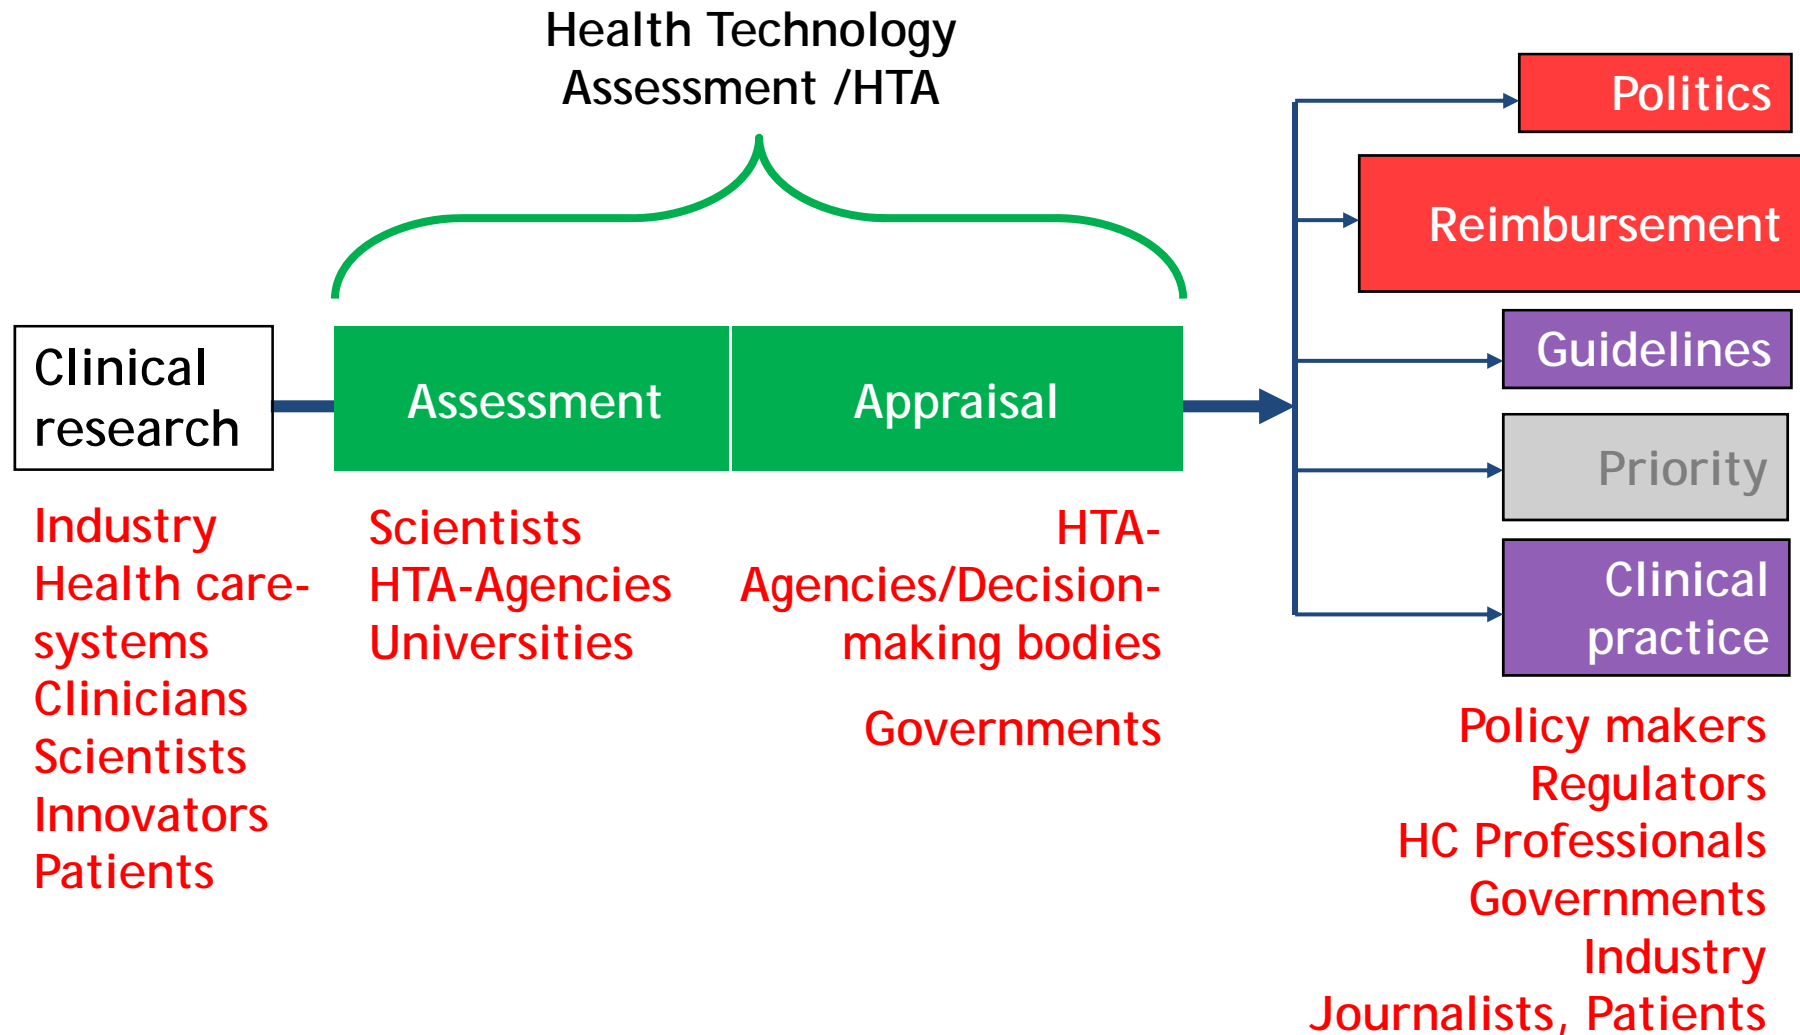 Health Technology
Assessment /HTA
Clinical
research
Assessment
Appraisal
Politics
Reimbursement
Guidelines
Priority
Clinical
practice
Industry
Health care-
systems
Clinicians
Scientists
Innovators
Patients
Scientists
HTA-Agencies
Universities
HTA-
Agencies/Decision-
making bodies
Governments
Policy makers
Regulators
HC Professionals
Governments
Industry
Journalists, Patients